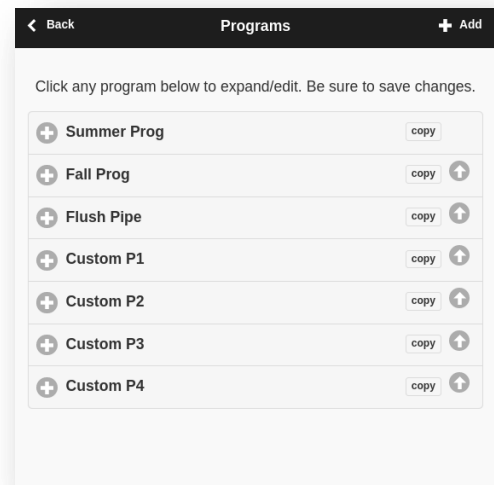 Back Programs Add
Click any program below to expand/edit. Be sure to save changes.
Summer Prog copy
Fall Prog copy
Flush Pipe copy
Custom P1 copy
Custom P2 copy
Custom P3 copy
Custom P4 copy